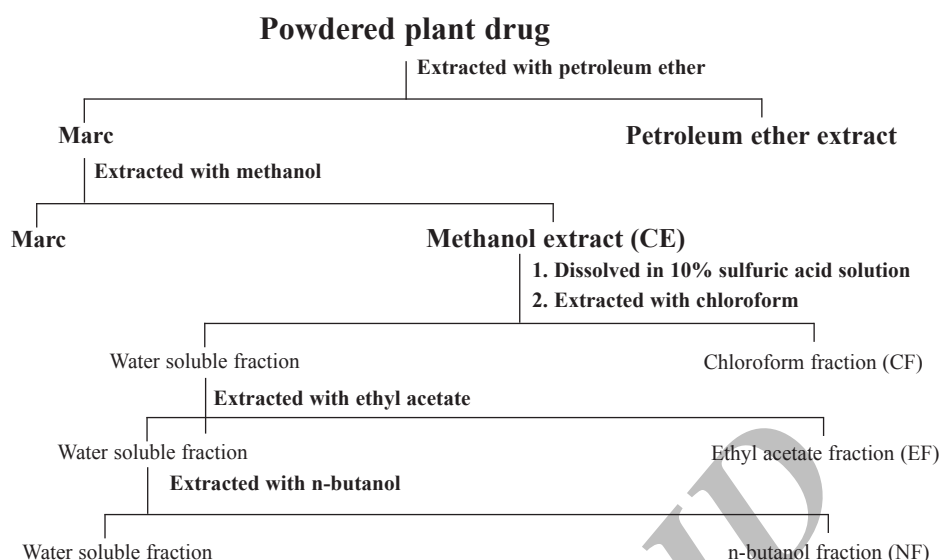 Powdered plant drug
Extracted with petroleum ether
Marc
Petroleum ether extract
Extracted with methanol
Marc
Methanol extract (CE)
1. Dissolved in 10% sulfuric acid solution
2. Extracted with chloroform
Water soluble fraction
Chloroform fraction (CF)
Extracted with ethyl acetate
Water soluble fraction
Ethyl acetate fraction (EF)
Extracted with n-butanol
Water soluble fraction
n-butanol fraction (NF)